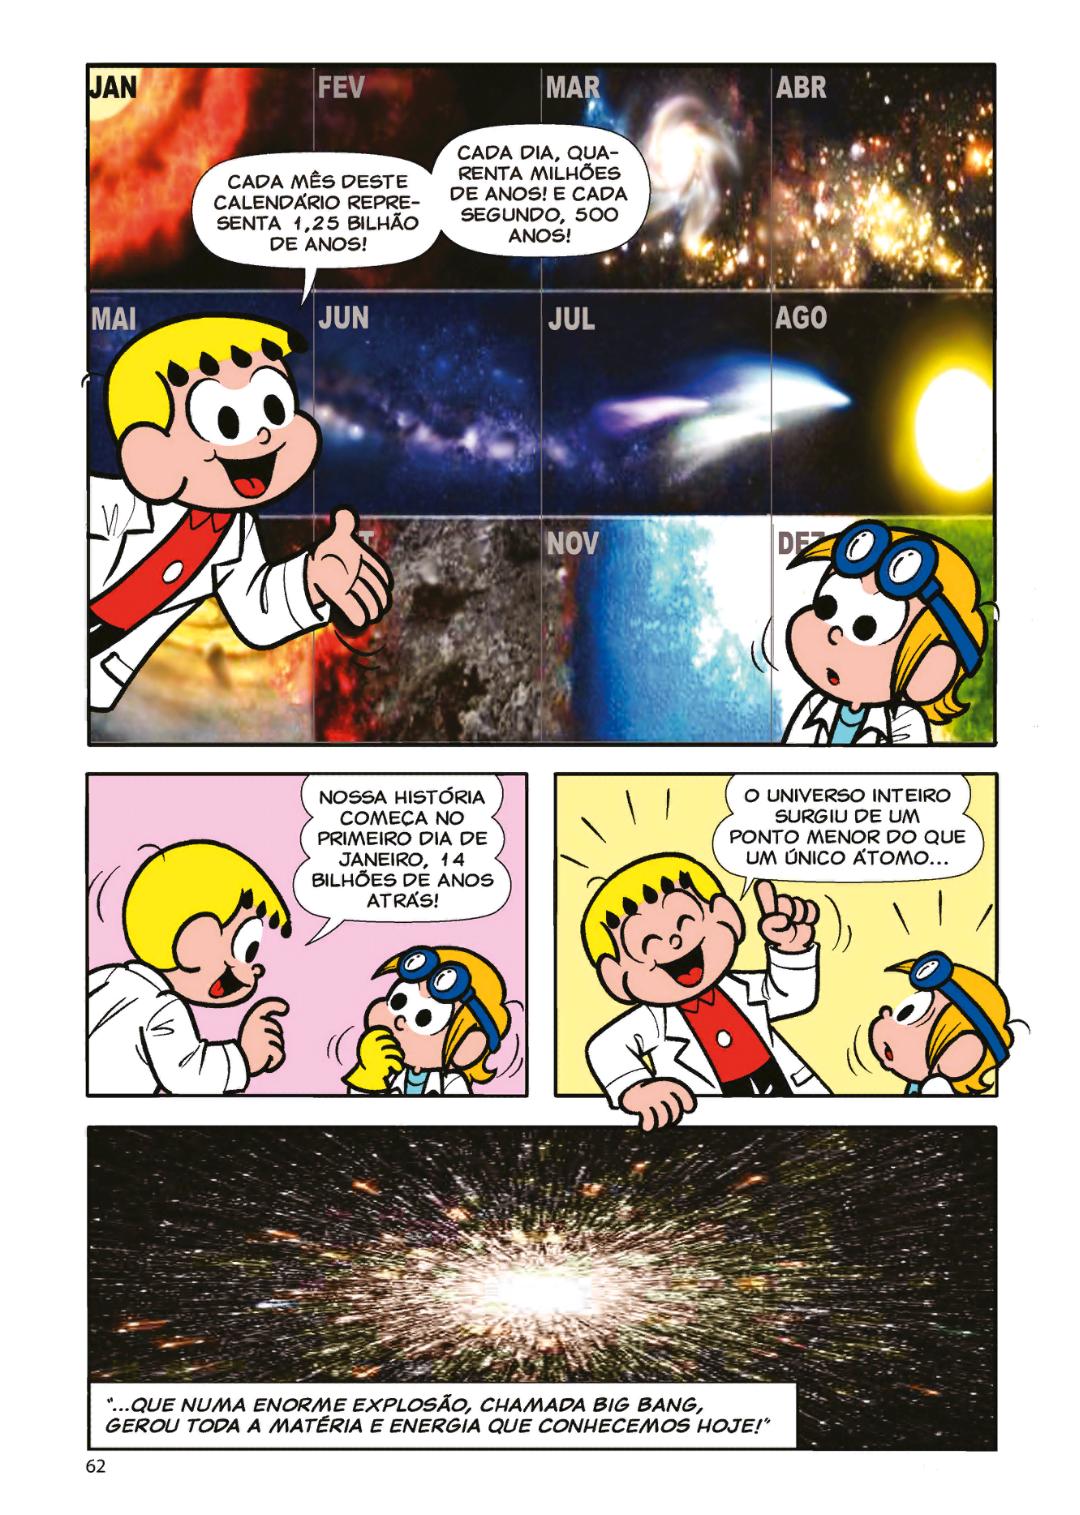 JAN
FEV
MAR
ABR
CADA MÊS DESTE
CALENDÁRIO REPRE-
SENTA 1,25 BILHÃO
DE ANOS!
CADA DIA, QUA-
RENTA MILHÕES
DE ANOS! E CADA
SEGUNDO, 500
ANOS!
MAI
JUN
JUL
AGO
T
NOV
DEZ
NOSSA HISTÓRIA
COMEÇA NO
PRIMEIRO DIA DE
JANEIRO, 14
BILHÕES DE ANOS
ATRÁS!
O UNIVERSO INTEIRO
SURGIU DE UM
PONTO MENOR DO QUE
UM ÚNICO ÁTOMO...
"...QUE NUMA ENORME EXPLOSÃO, CHAMADA BIG BANG,
GEROU TODA A MATÉRIA E ENERGIA QUE CONHECEMOS HOJE!"
62